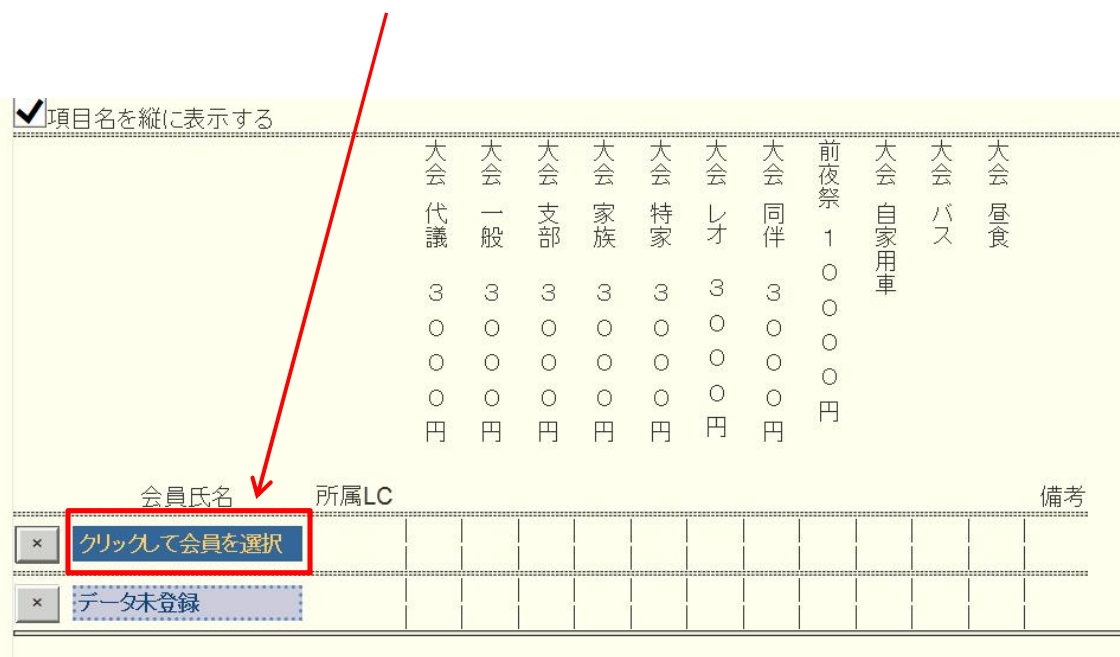 項目名を縦に表示する
大会 代議 3000円
大会 一般 3000円
大会 支部 3000円
大会 家族 3000円
大会 特家 3000円
大会 レオ 3000円
大会 同伴 3000円
前夜祭 10000円
大会 自家用車
大会 バス
大会 昼食
会員氏名 所属LC 備考
× クリックして会員を選択
× データ未登録